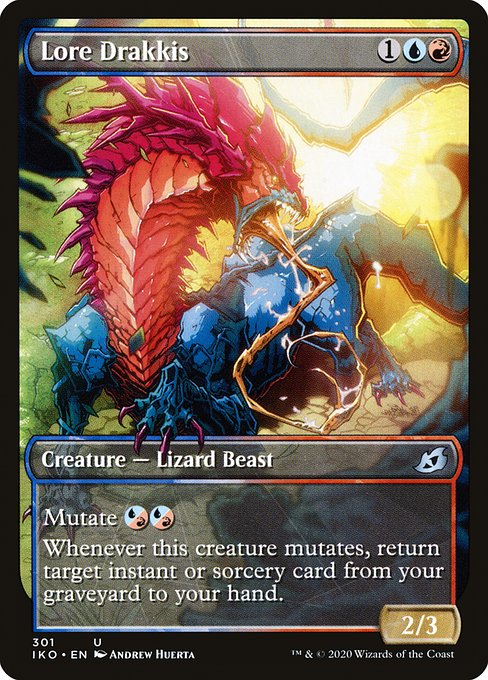 Lore Drakkis 1
Creature — Lizard Beast
Mutate
Whenever this creature mutates, return
target instant or sorcery card from your
graveyard to your hand.
2/3
301 U
IKO • EN Andrew Huerta ™ & © 2020 Wizards of the Coast